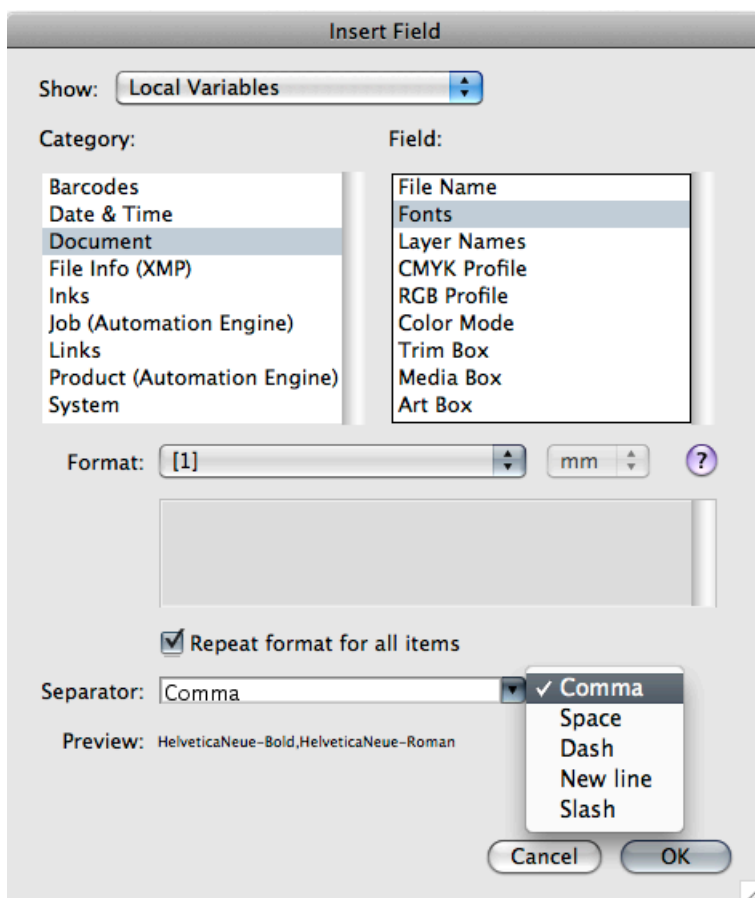 Insert Field
Show: Local Variables
Category: Field:
Barcodes
Date & Time
Document
File Info (XMP)
Inks
Job (Automation Engine)
Links
Product (Automation Engine)
System
File Name
Fonts
Layer Names
CMYK Profile
RGB Profile
Color Mode
Trim Box
Media Box
Art Box
Format: [1] mm ?
Repeat format for all items
Separator: Comma
Comma
Space
Dash
New line
Slash
Preview: HelveticaNeue-Bold,HelveticaNeue-Roman
Cancel OK